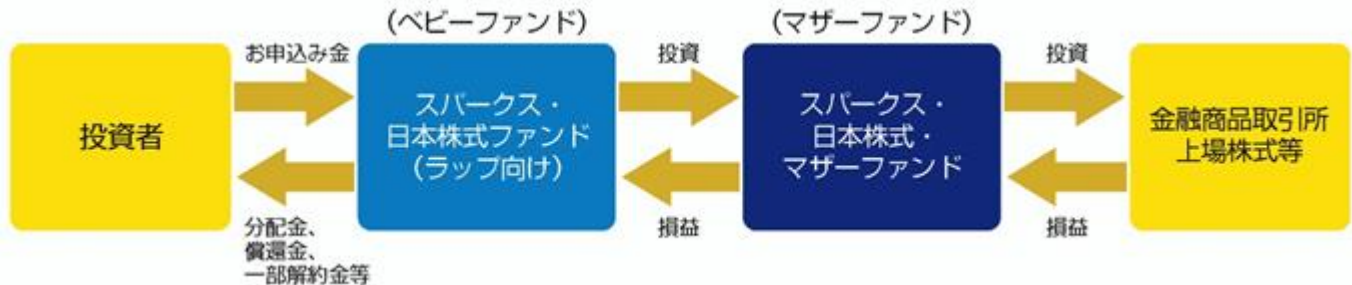 (ベビーファンド)
(マザーファンド)
投資者
お申込み金
分配金、
償還金、
一部解約金等
スパークス・
日本株式ファンド
(ラップ向け)
投資
損益
スパークス・
日本株式・
マザーファンド
投資
損益
金融商品取引所
上場株式等